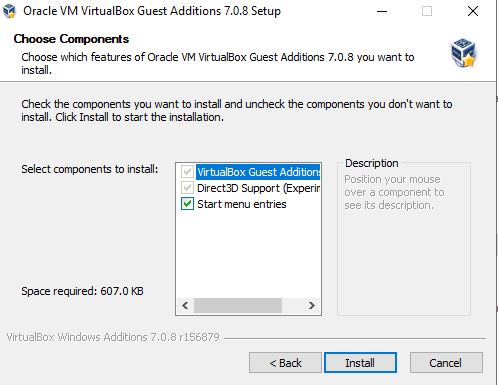 Oracle VM VirtualBox Guest Additions 7.0.8 Setup
Choose Components
Choose which features of Oracle VM VirtualBox Guest Additions 7.0.8 you want to
install.
Check the components you want to install and uncheck the components you don't want to
install. Click Install to start the installation.
Select components to install:
VirtualBox Guest Additions
Direct3D Support (Experim
Start menu entries
Space required: 607.0 KB
Description
Position your mouse
over a component to
see its description.
VirtualBox Windows Additions 7.0.8 r156879
< Back
Install
Cancel